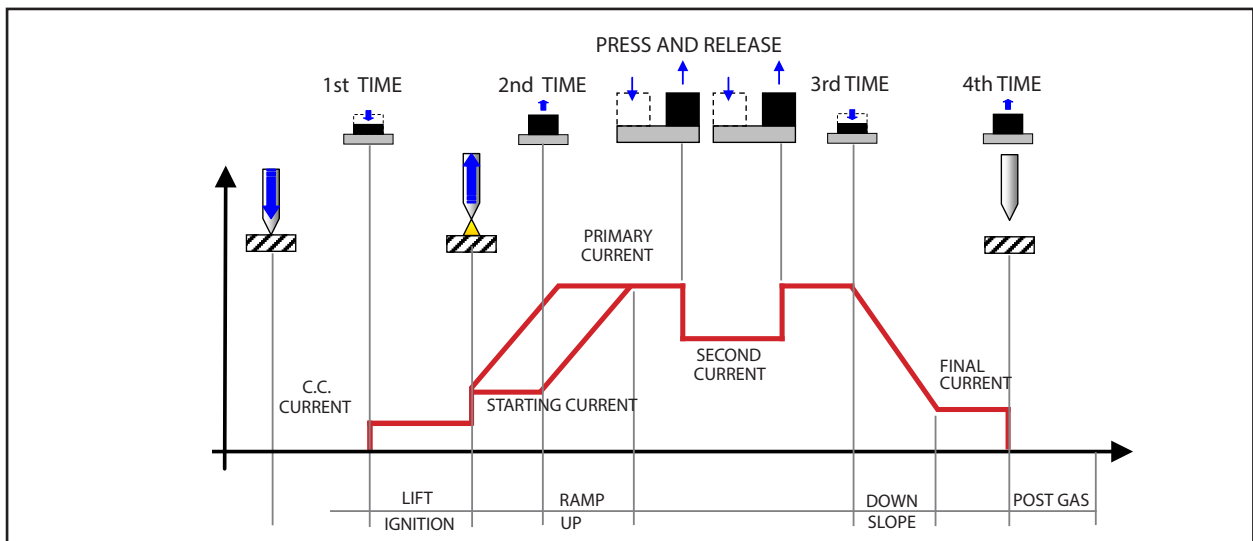 PRESS AND RELEASE
1st TIME
2nd TIME
3rd TIME
4th TIME
PRIMARY
CURRENT
SECOND
CURRENT
FINAL
CURRENT
C.C.
CURRENT
STARTING CURRENT
LIFT
IGNITION
RAMP
UP
DOWN
SLOPE
POST GAS